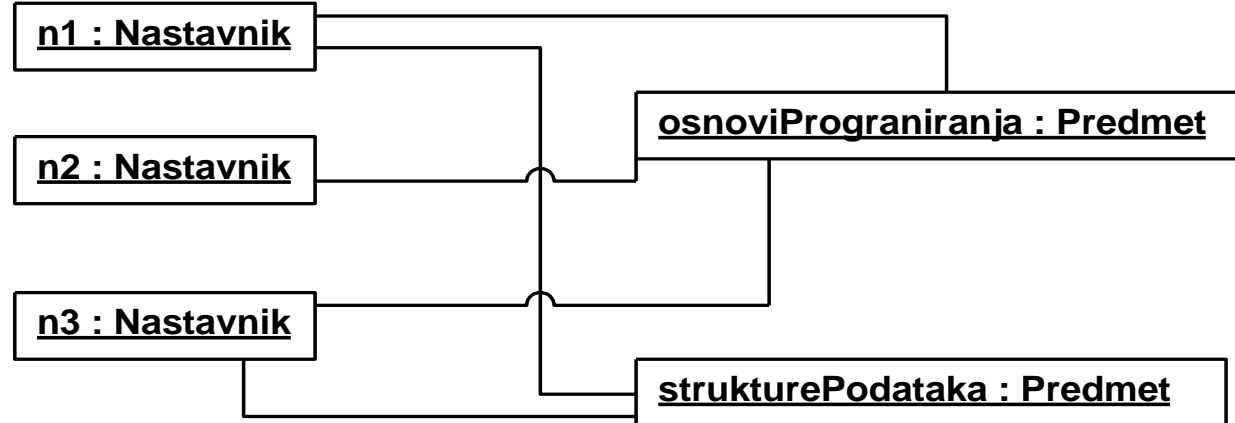 n1 : Nastavnik
osnoviPrograniranja : Predmet
n2 : Nastavnik
n3 : Nastavnik
strukturePodataka : Predmet